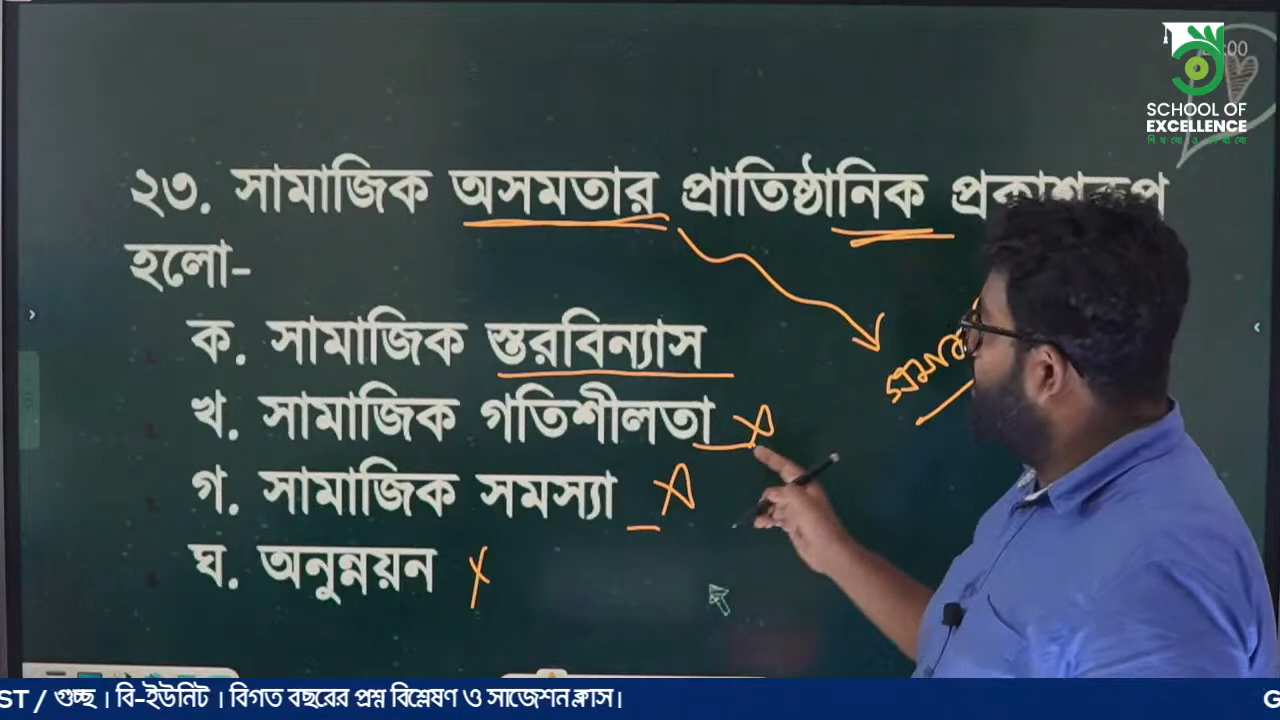 :00
SCHOOL OF
EXCELLENCE
২৩. সামাজিক অসমতার প্রাতিষ্ঠানিক প্রকাশরূপ
হলো-
ক. সামাজিক স্তরবিন্যাস
খ. সামাজিক গতিশীলতা
গ. সামাজিক সমস্যা
ঘ. অনুন্নয়ন
ST / গুচ্ছ । বি-ইউনিট । বিগত বছরের প্রশ্ন বিশ্লেষণ ও সাজেশন ক্লাস। G